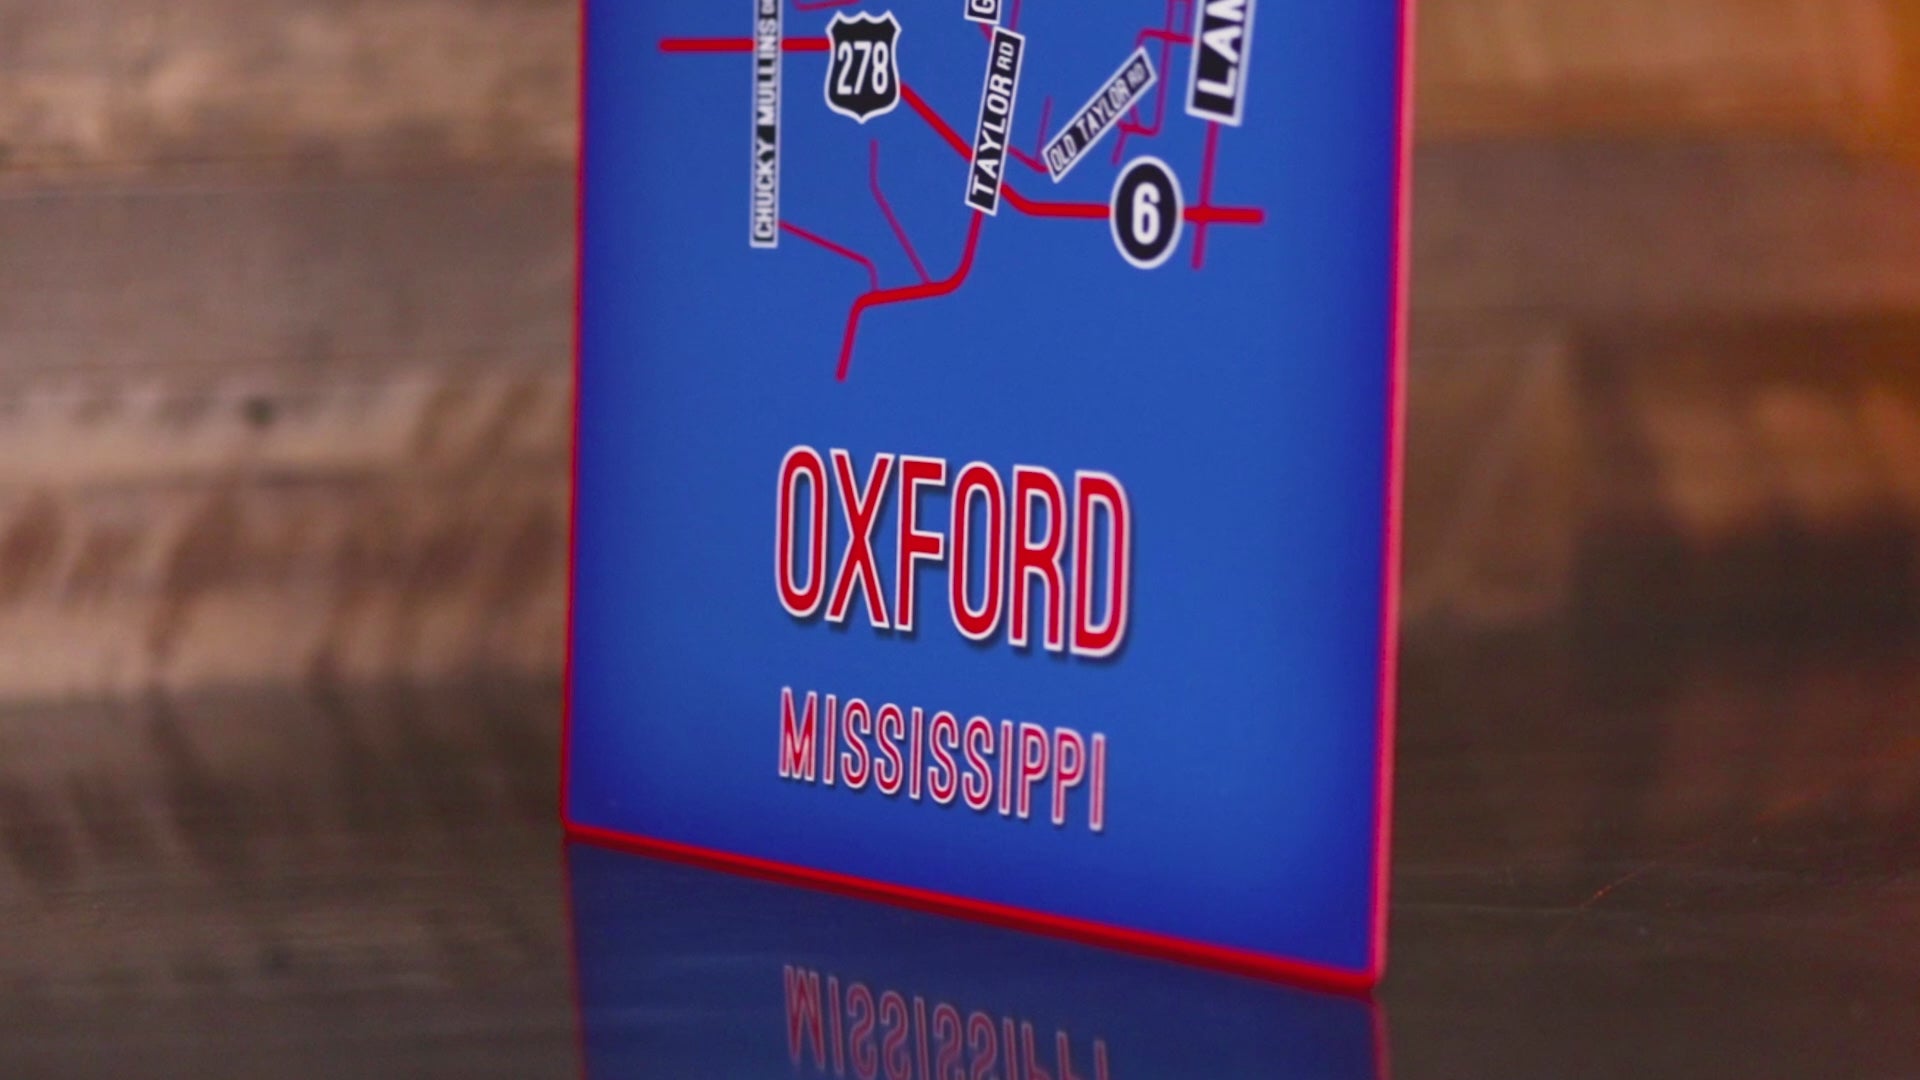 CHUCKY MULLINS
278
TAYLOR RD
OLD TAYLOR RD
6
OXFORD
MISSISSIPPI